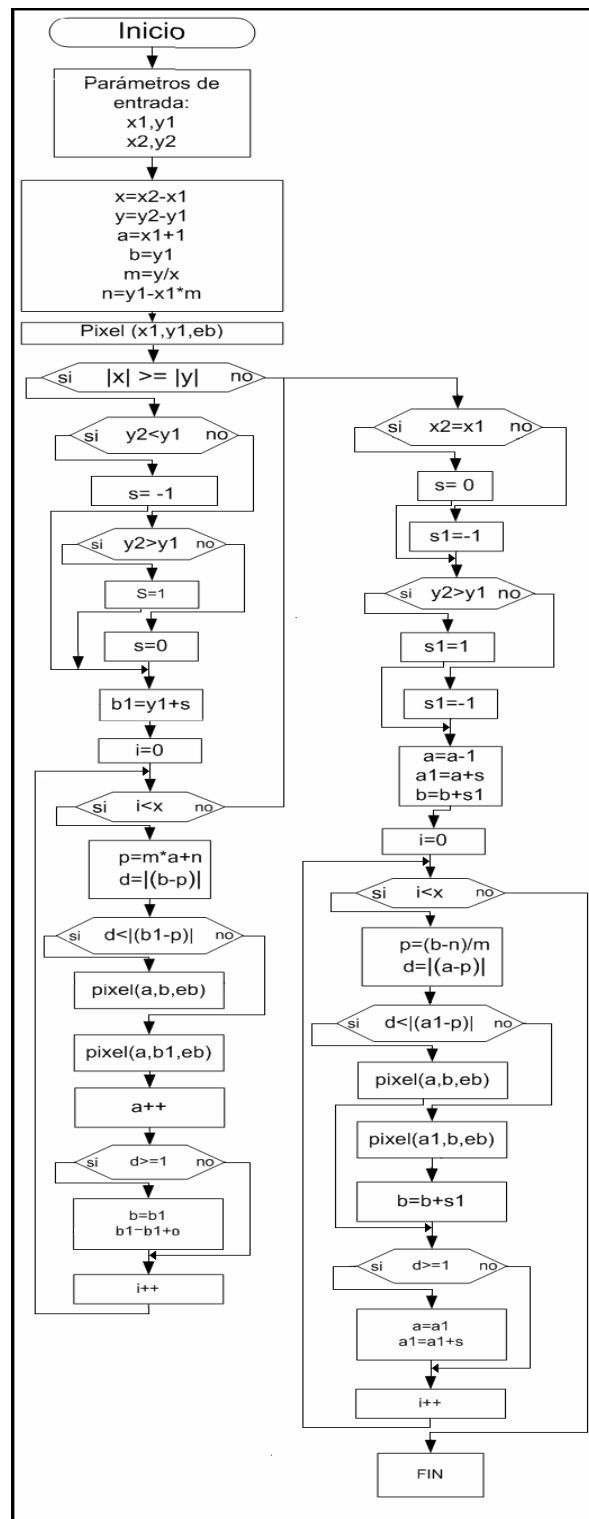 Inicio
Parámetros de
entrada:
x1,y1
x2,y2
x=x2-x1
y=y2-y1
a=x1+1
b=y1
m=y/x
n=y1-x1*m
Pixel (x1,y1,eb)
si |x| >= |y| no
si y2<y1 no
s= -1
si y2>y1 no
S=1
s=0
b1=y1+s
i=0
si i<x no
p=m*a+n
d=|(b-p)|
si d<|(b1-p)| no
pixel(a,b,eb)
pixel(a,b1,eb)
a++
si d>=1 no
b=b1
i++
si x2=x1 no
s= 0
s1=-1
si y2>y1 no
s1=1
s1=-1
a=a-1
a1=a+s
b=b+s1
i=0
si i<x no
p=(b-n)/m
d=|(a-p)|
si d<|(a1-p)| no
pixel(a,b,eb)
pixel(a1,b,eb)
b=b+s1
si d>=1 no
a=a1
a1=a1+s
i++
FIN